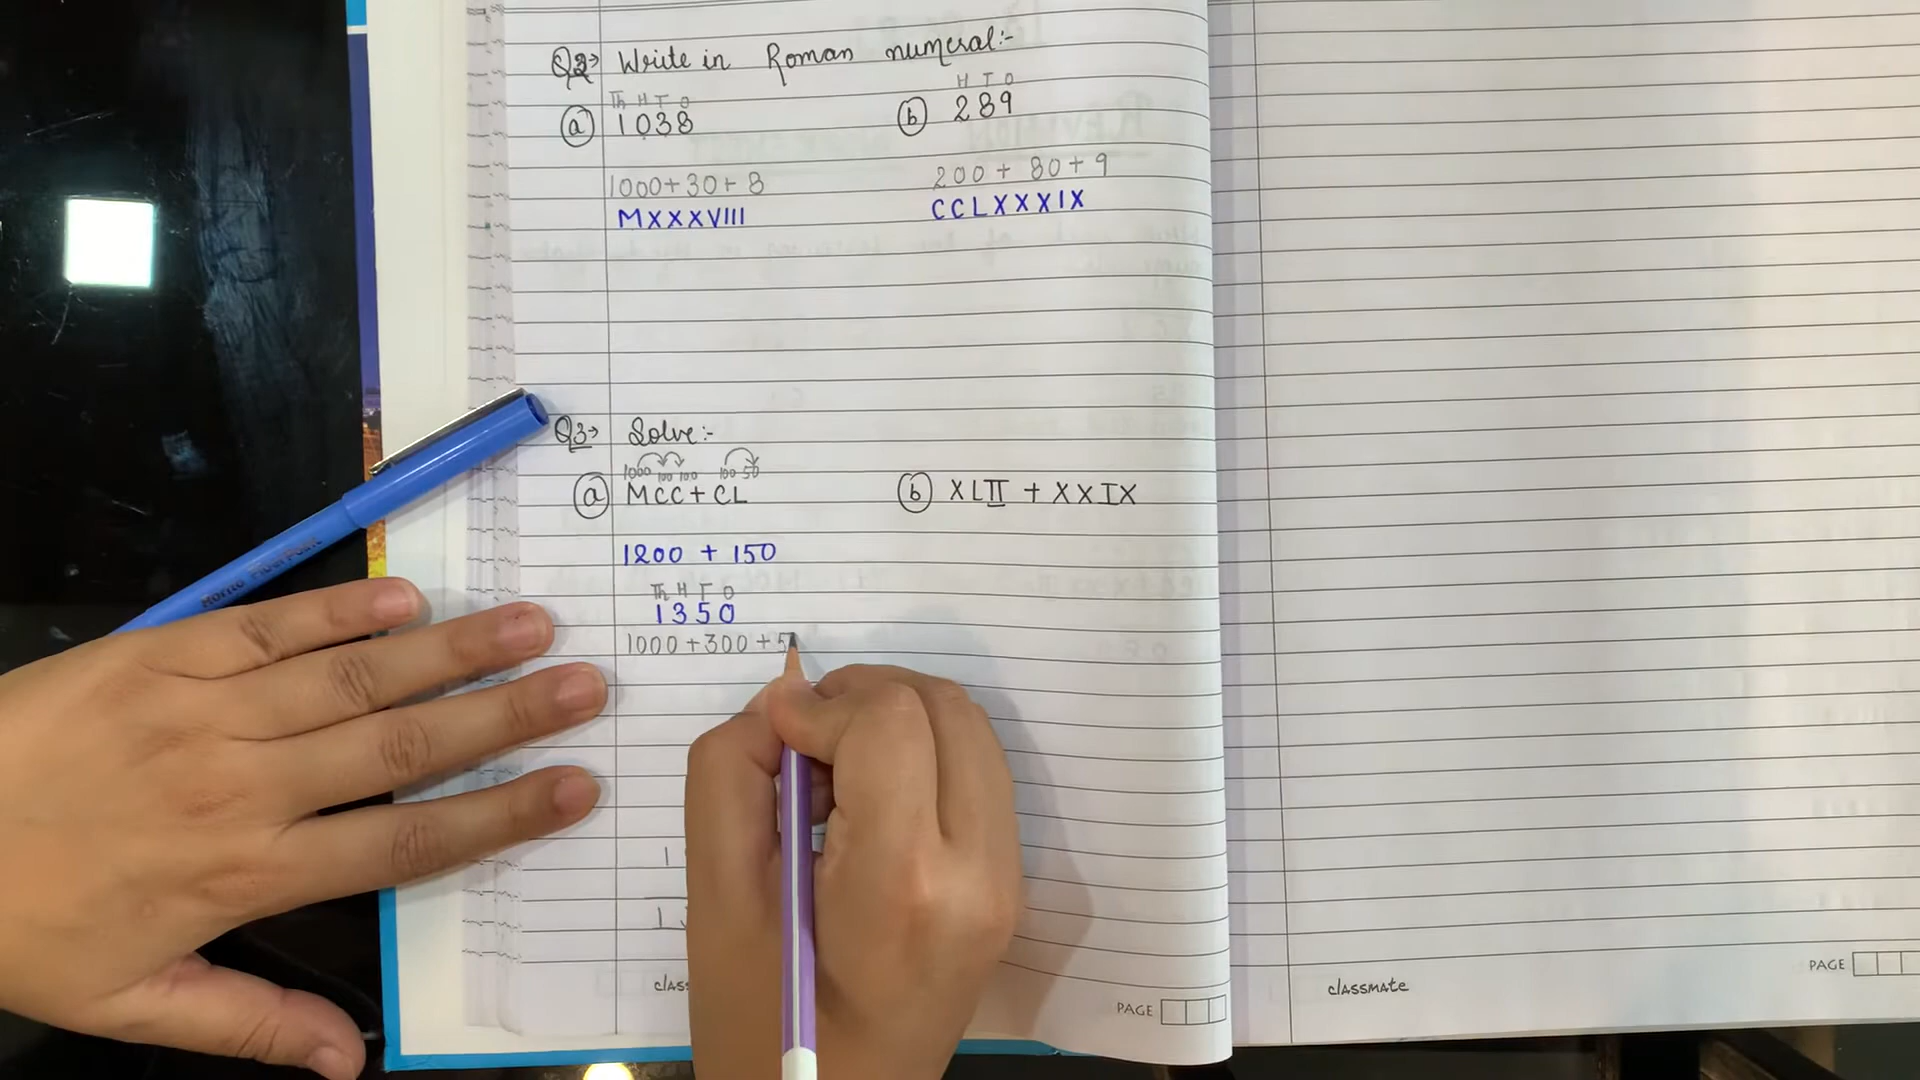 Q2→ Write in Roman numeral:-
Th H T O
H T O
(a) 1038
(b) 289
1000+30+8
200 + 80 + 9
MXXXVIII
CCLXXXIX
Q3→ Solve:-
1000 100 100 100 50
(a) MCC + CL
(b) XLII + XXIX
1200 + 150
Th H T O
1350
1000 + 300 + 5
PAGE
classmate
PAGE